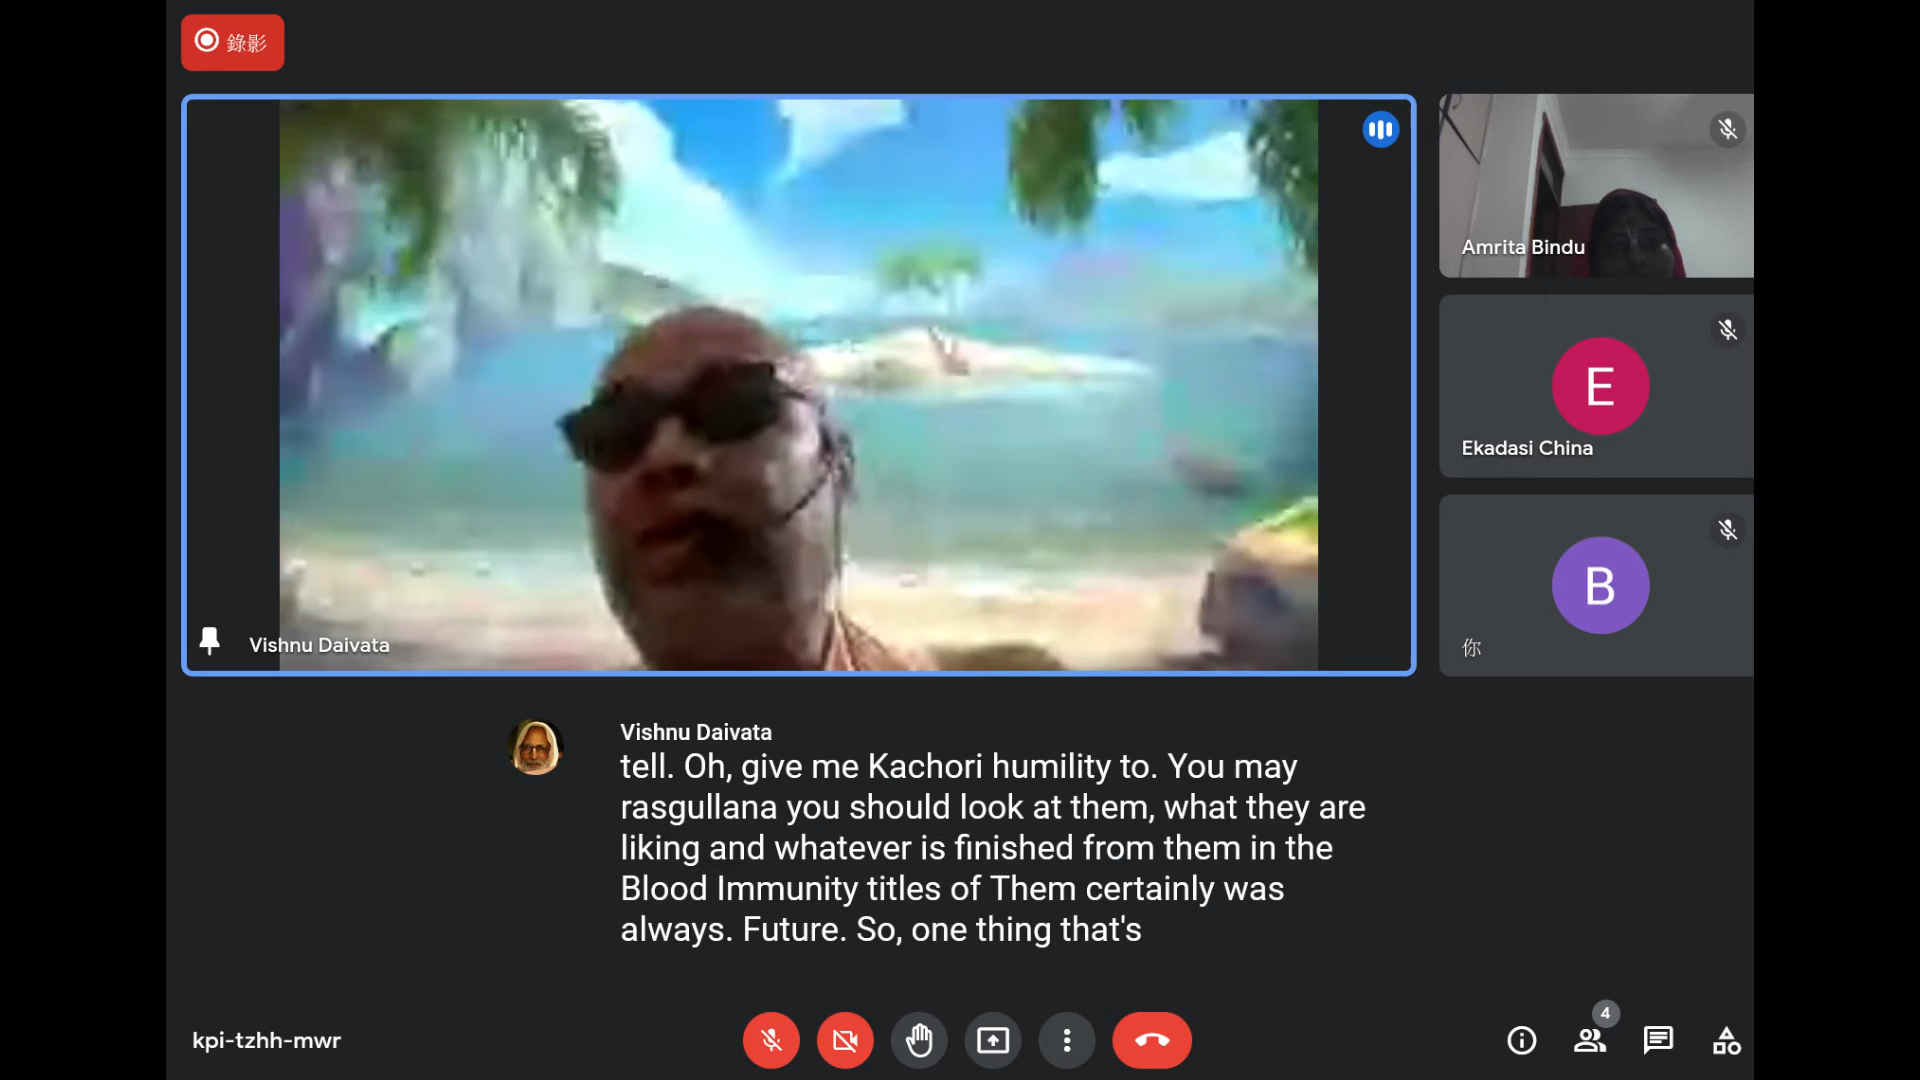 錄影
Amrita Bindu
E
Ekadasi China
B
你
Vishnu Daivata
Vishnu Daivata
tell. Oh, give me Kachori humility to. You may
rasgullana you should look at them, what they are
liking and whatever is finished from them in the
Blood Immunity titles of Them certainly was
always. Future. So, one thing that's
kpi-tzhh-mwr
4